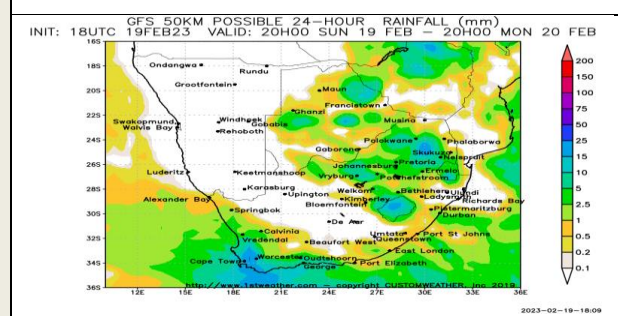 GFS 50KM POSSIBLE 24-HOUR RAINFALL (mm)
INIT: 18UTC 19FEB23 VALID: 20H00 SUN 19 FEB - 20H00 MON 20 FEB
16S
18S
20S
22S
24S
26S
28S
30S
32S
34S
36S
Ondangwa
Rundu
Grootfontein
Maun
Francistown
Ghanzi
Swakopmund
Windhoek
Gobabis
Musina
Walvis Bay
Rehoboth
Polokwane
Phalaborwa
Gaborone
Skukuza
Nelspruit
Johannesburg
Pretoria
Luderitz
Keetmanshoop
Vryburg
Potchefstroom
Ermelo
Karasburg
Upington
Welkom
Bethlehem
Ulundi
Alexander Bay
Kimberley
Ladysmith
Richards Bay
Bloemfontein
Springbok
Pietermaritzburg
Durban
De Aar
Calvinia
Umtata
Port St Johns
Vredendal
Beaufort West
Queenstown
East London
Cape Town
Worcester
Oudtshoorn
George
Port Elizabeth
http://www.1stweather.com - copyright CUSTOMWEATHER, Inc 2019
12E
15E
18E
21E
24E
27E
30E
33E
36E
200
150
100
75
50
25
15
10
5
2.5
1
0.5
0.2
0.1
2023-02-19-18:09